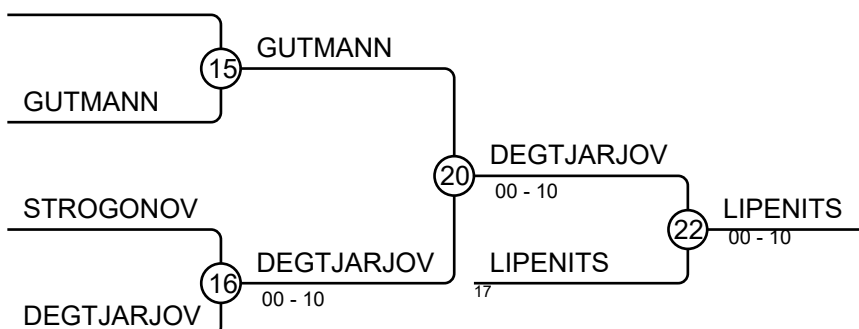 GUTMANN
15
GUTMANN
DEGTJARJOV
20
00 - 10
STROGONOV
LIPENITS
22
00 - 10
DEGTJARJOV
16
00 - 10
LIPENITS
17
DEGTJARJOV